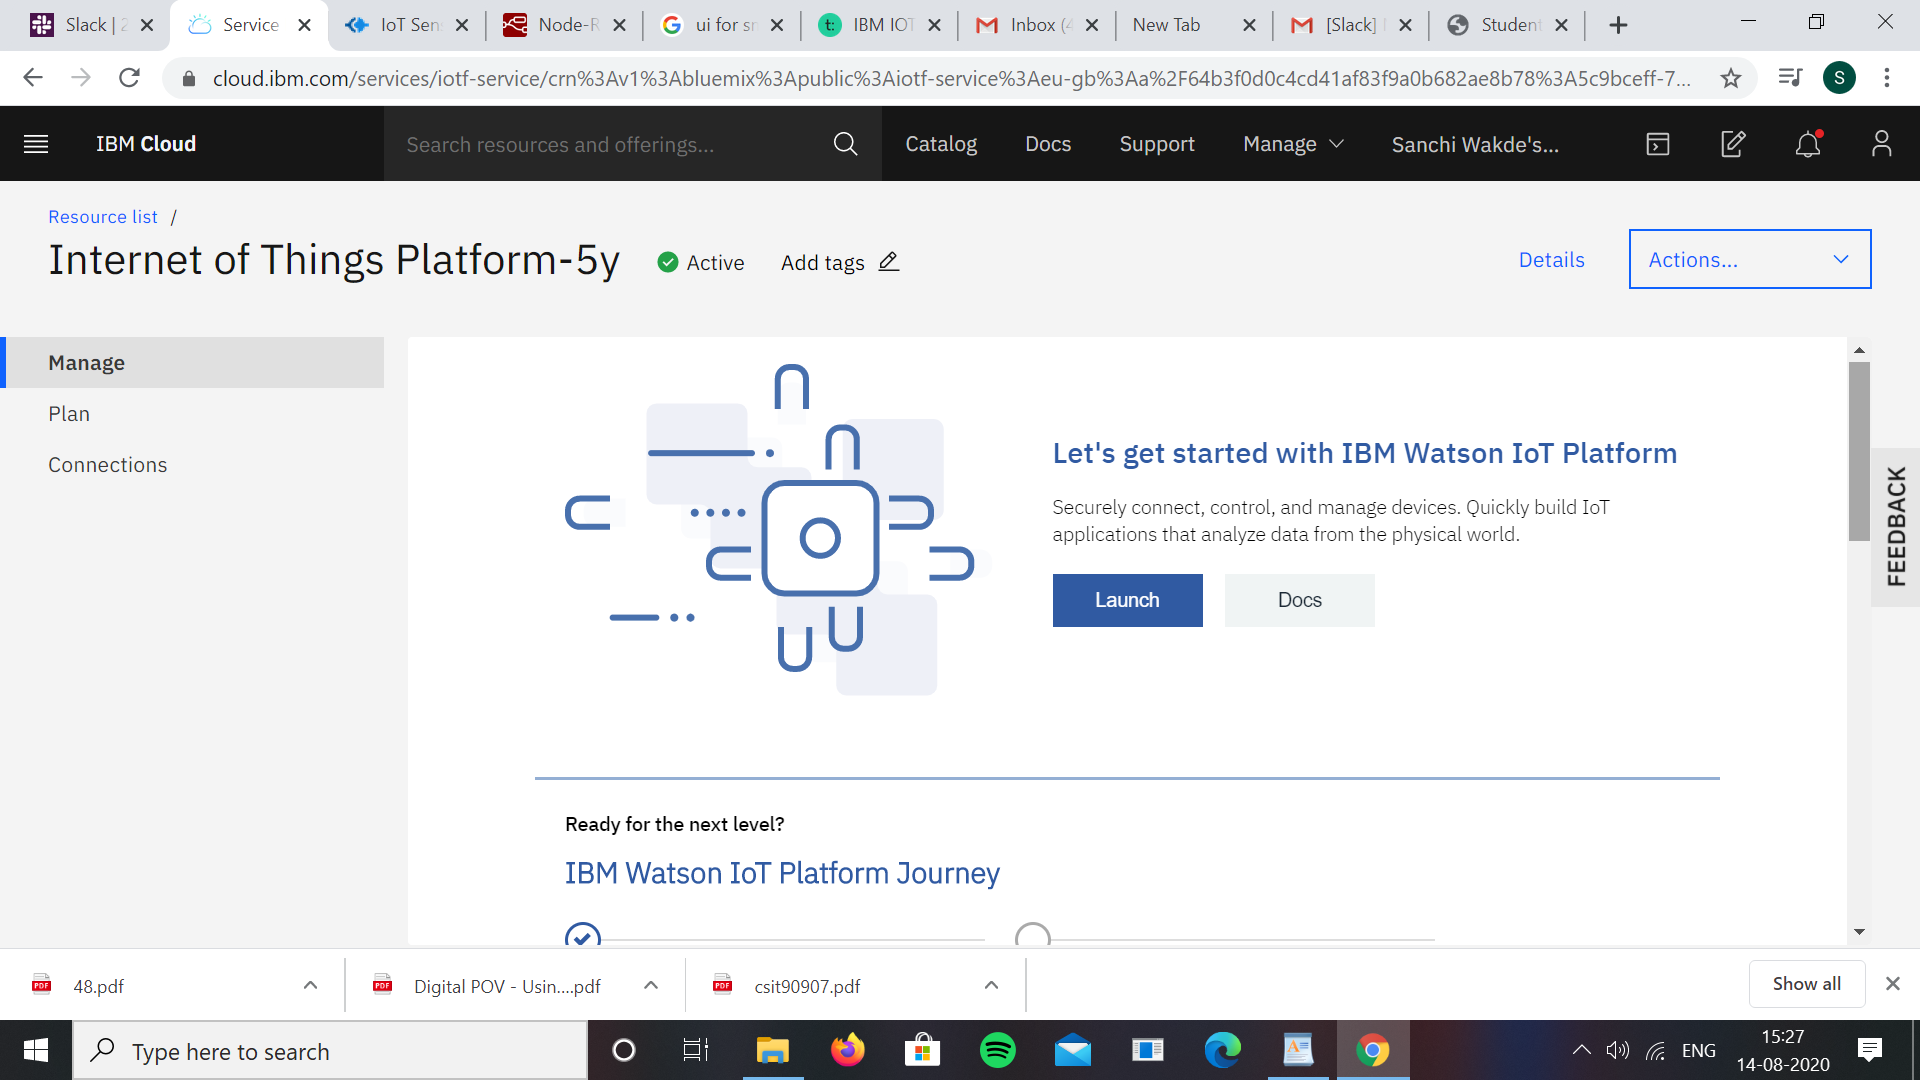 Slack | 2
Service
IoT Sen
Node-R
ui for sm
IBM IOT
Inbox (4
New Tab
[Slack]
Student
cloud.ibm.com/services/iotf-service/crn%3Av1%3Abluemix%3Apublic%3Aiotf-service%3Aeu-gb%3Aa%2F64b3f0d0c4cd41af83f9a0b682ae8b78%3A5c9bceff-7...
S
IBM Cloud
Search resources and offerings...
Catalog
Docs
Support
Manage
Sanchi Wakde's...
Resource list /
Internet of Things Platform-5y
Active
Add tags
Details
Actions...
Manage
Plan
Connections
Let's get started with IBM Watson IoT Platform
Securely connect, control, and manage devices. Quickly build IoT
applications that analyze data from the physical world.
Launch
Docs
FEEDBACK
Ready for the next level?
IBM Watson IoT Platform Journey
PDF
48.pdf
PDF
Digital POV - Usin....pdf
PDF
csit90907.pdf
Show all
Type here to search
ENG
15:27
14-08-2020